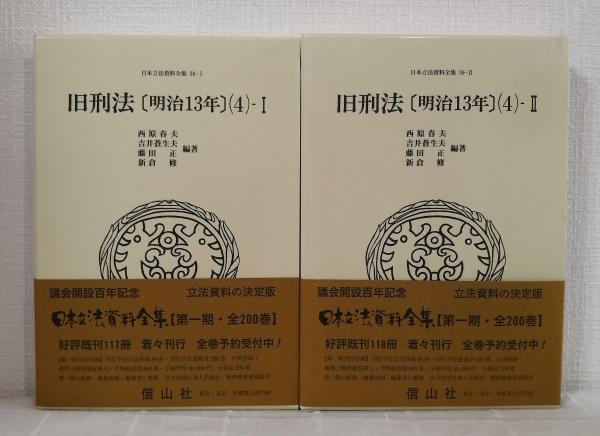 日本立法資料全集 36-I
旧刑法〔明治13年〕(4)-I
西原春夫
吉井蒼生夫
藤田 正
新倉 修
編著
議会開設百年記念 立法資料の決定版
日本立法資料全集【第一期・全200巻】
好評既刊117冊 着々刊行 全巻予約受付中!
信山社
日本立法資料全集 36-II
旧刑法〔明治13年〕(4)-II
西原春夫
吉井蒼生夫
藤田 正
新倉 修
編著
議会開設百年記念 立法資料の決定版
日本立法資料全集【第一期・全200巻】
好評既刊118冊 着々刊行 全巻予約受付中!
信山社